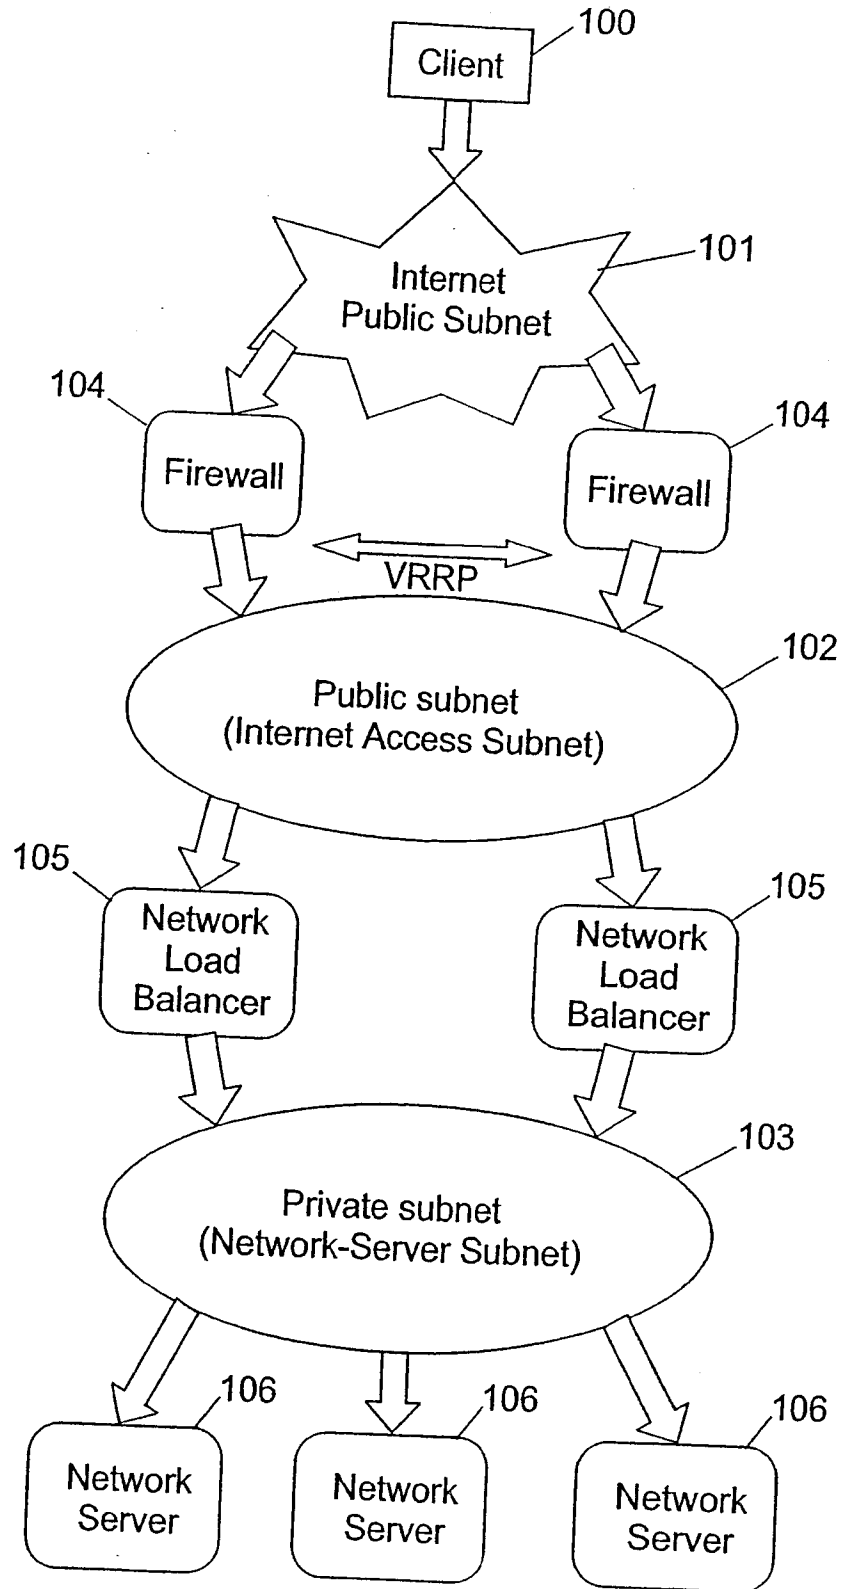 100
Client
101
Internet
Public Subnet
104
104
Firewall
Firewall
VRRP
102
Public subnet
(Internet Access Subnet)
105
105
Network
Load
Balancer
Network
Load
Balancer
103
Private subnet
(Network-Server Subnet)
106
106
106
Network
Server
Network
Server
Network
Server